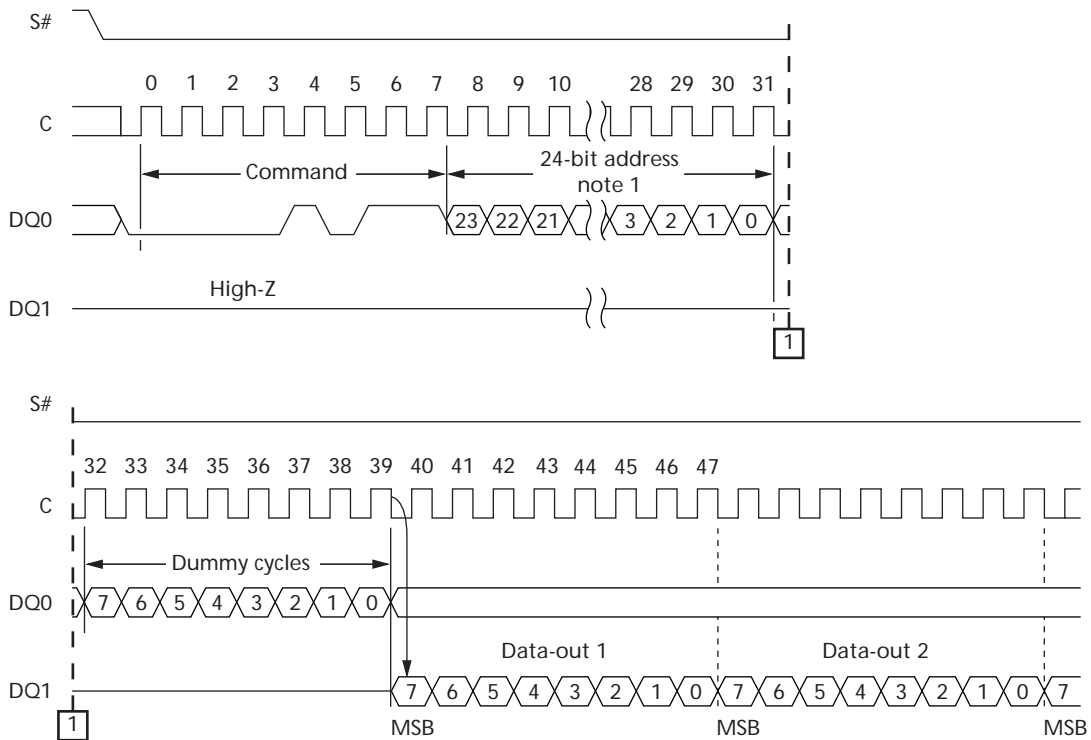 S#
0 1 2 3 4 5 6 7 8 9 10 28 29 30 31
C
Command
24-bit address
note 1
DQ0
23 22 21 3 2 1 0
High-Z
DQ1
1
S#
32 33 34 35 36 37 38 39 40 41 42 43 44 45 46 47
C
Dummy cycles
DQ0
7 6 5 4 3 2 1 0
Data-out 1 Data-out 2
DQ1
7 6 5 4 3 2 1 0 7 6 5 4 3 2 1 0 7
1
MSB MSB MSB